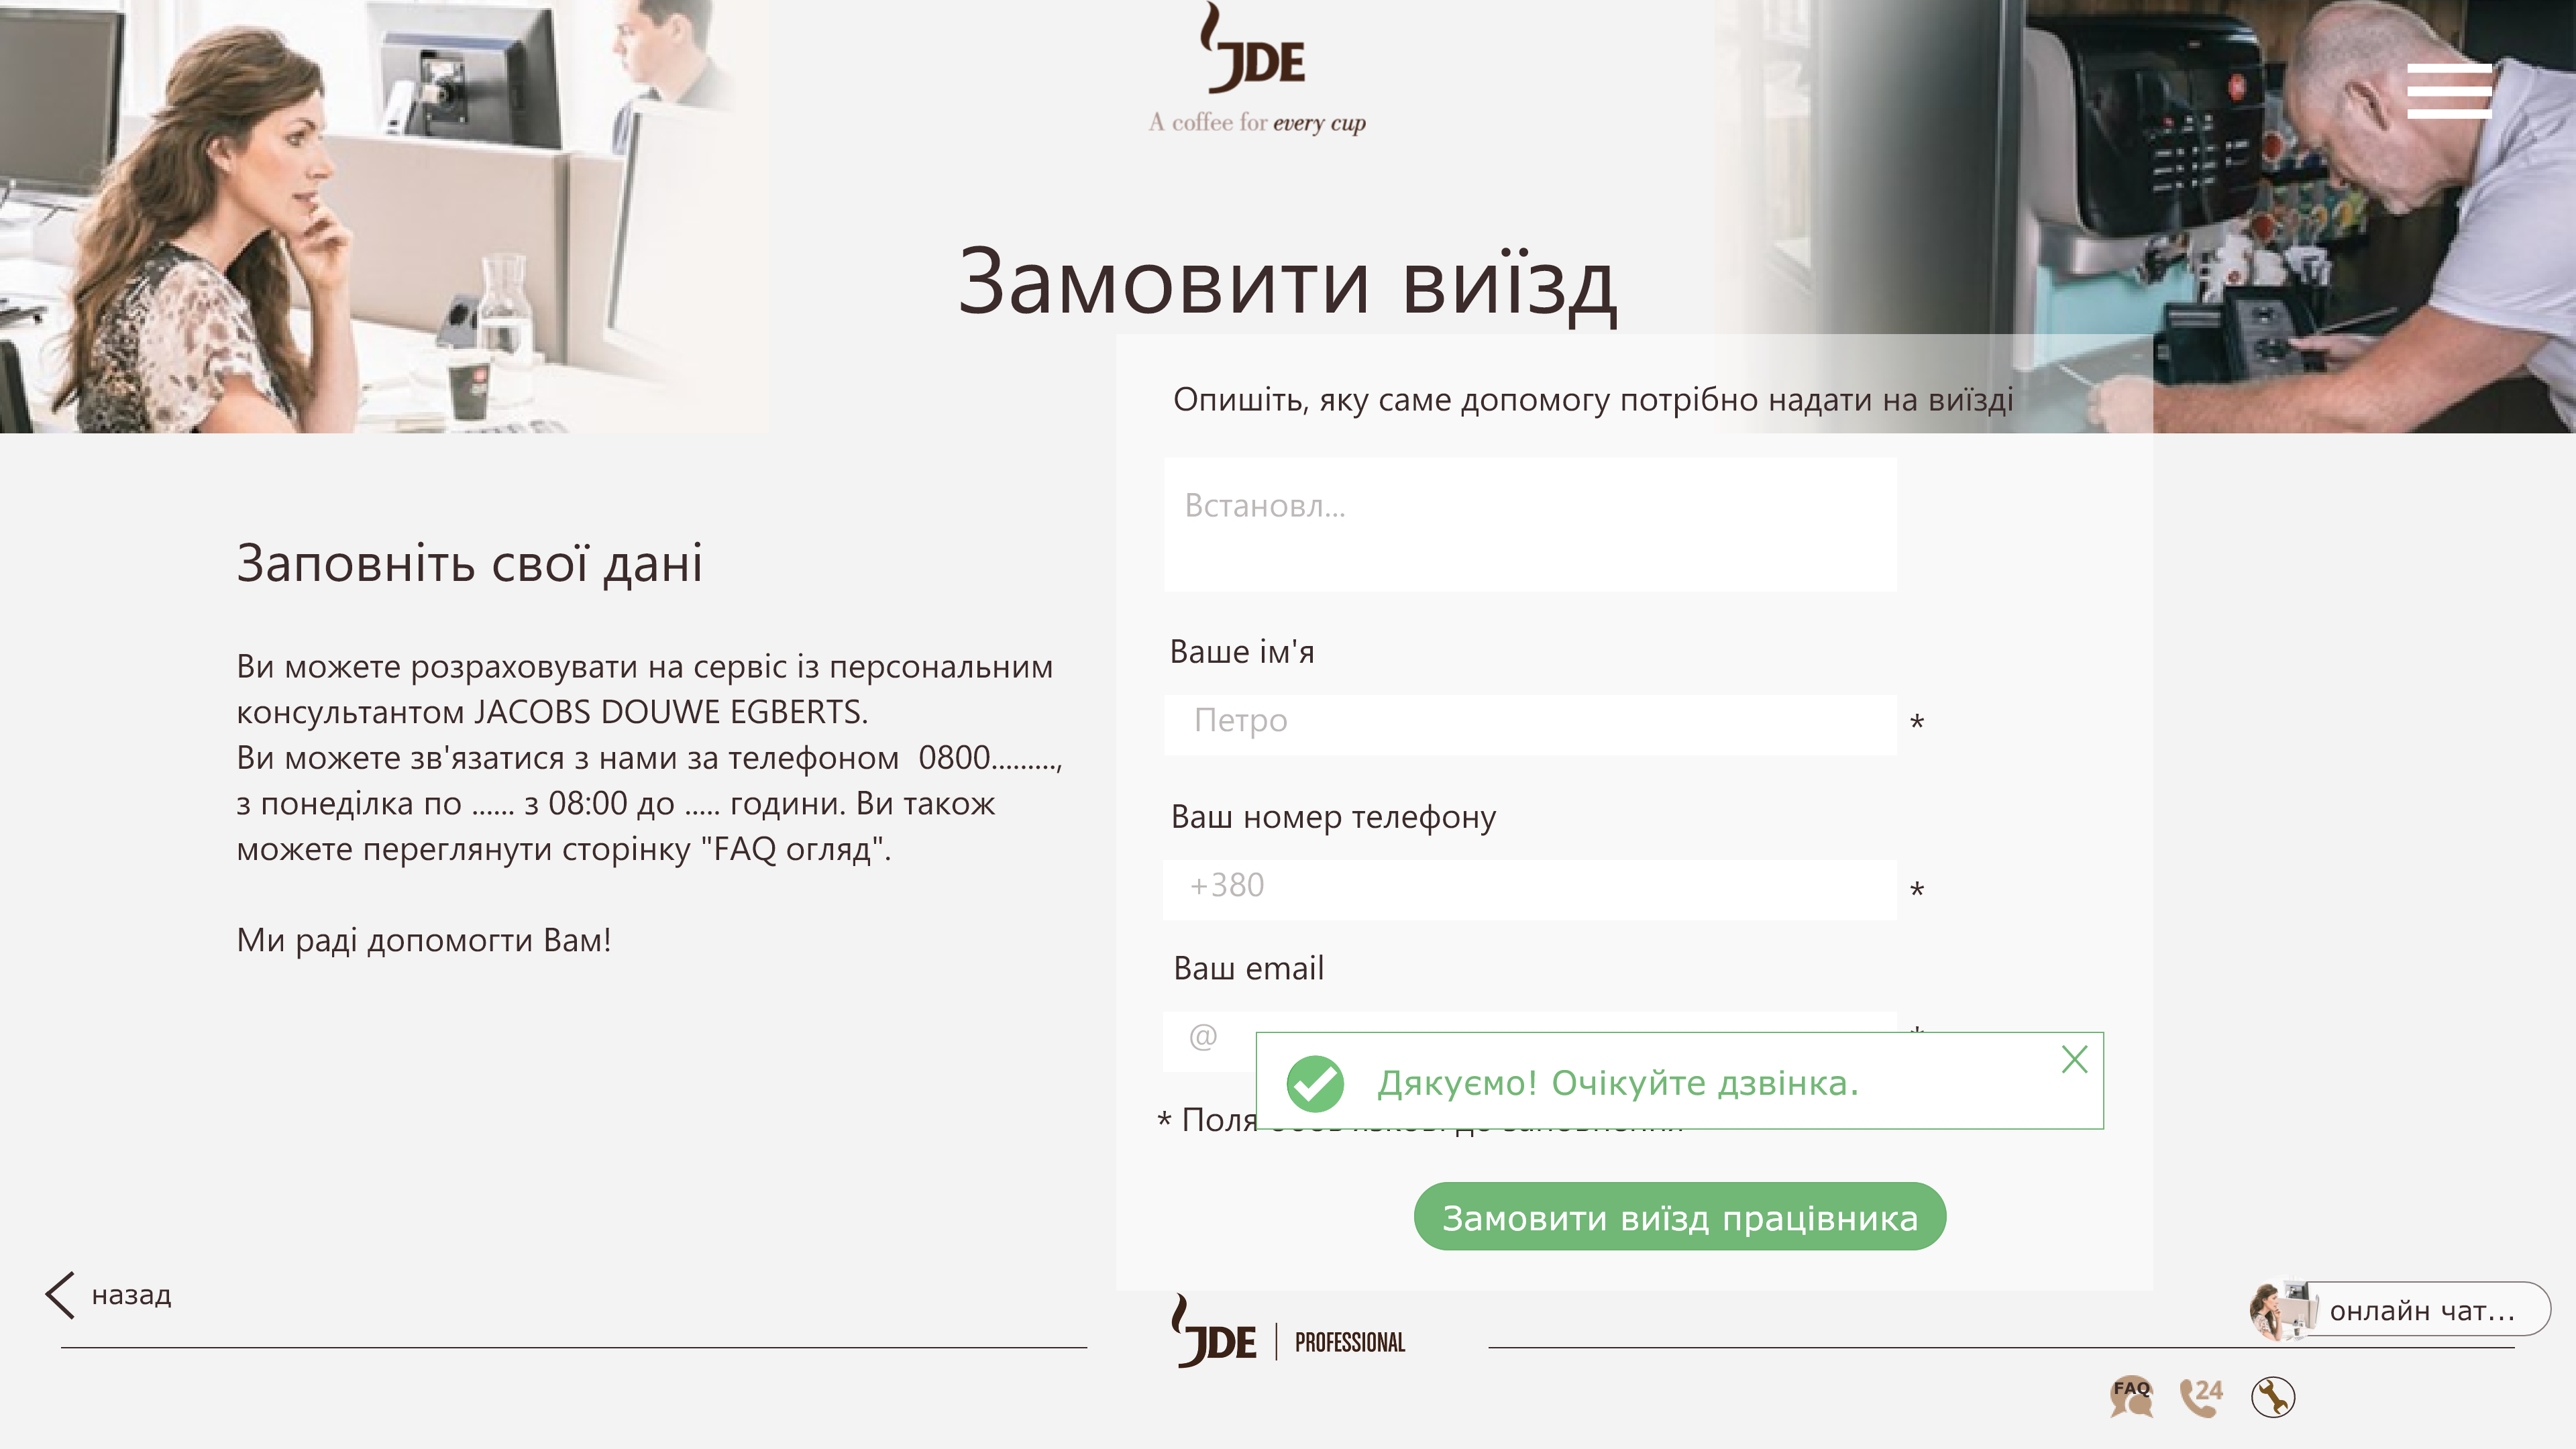 JDE
A coffee for every cup
Замовити виїзд
Опишіть, яку саме допомогу потрібно надати на виїзді
Встановл...
Заповніть свої дані
Ви можете розраховувати на сервіс із персональним
консультантом JACOBS DOUWE EGBERTS.
Ви можете зв'язатися з нами за телефоном 0800.........,
з понеділка по ...... з 08:00 до ..... години. Ви також
можете переглянути сторінку "FAQ огляд".
Ми раді допомогти Вам!
Ваше ім'я
Петро *
Ваш номер телефону
+380 *
Ваш email
@ *
Дякуємо! Очікуйте дзвінка.
* Поля
Замовити виїзд працівника
назад
JDE PROFESSIONAL
онлайн чат...
FAQ
24